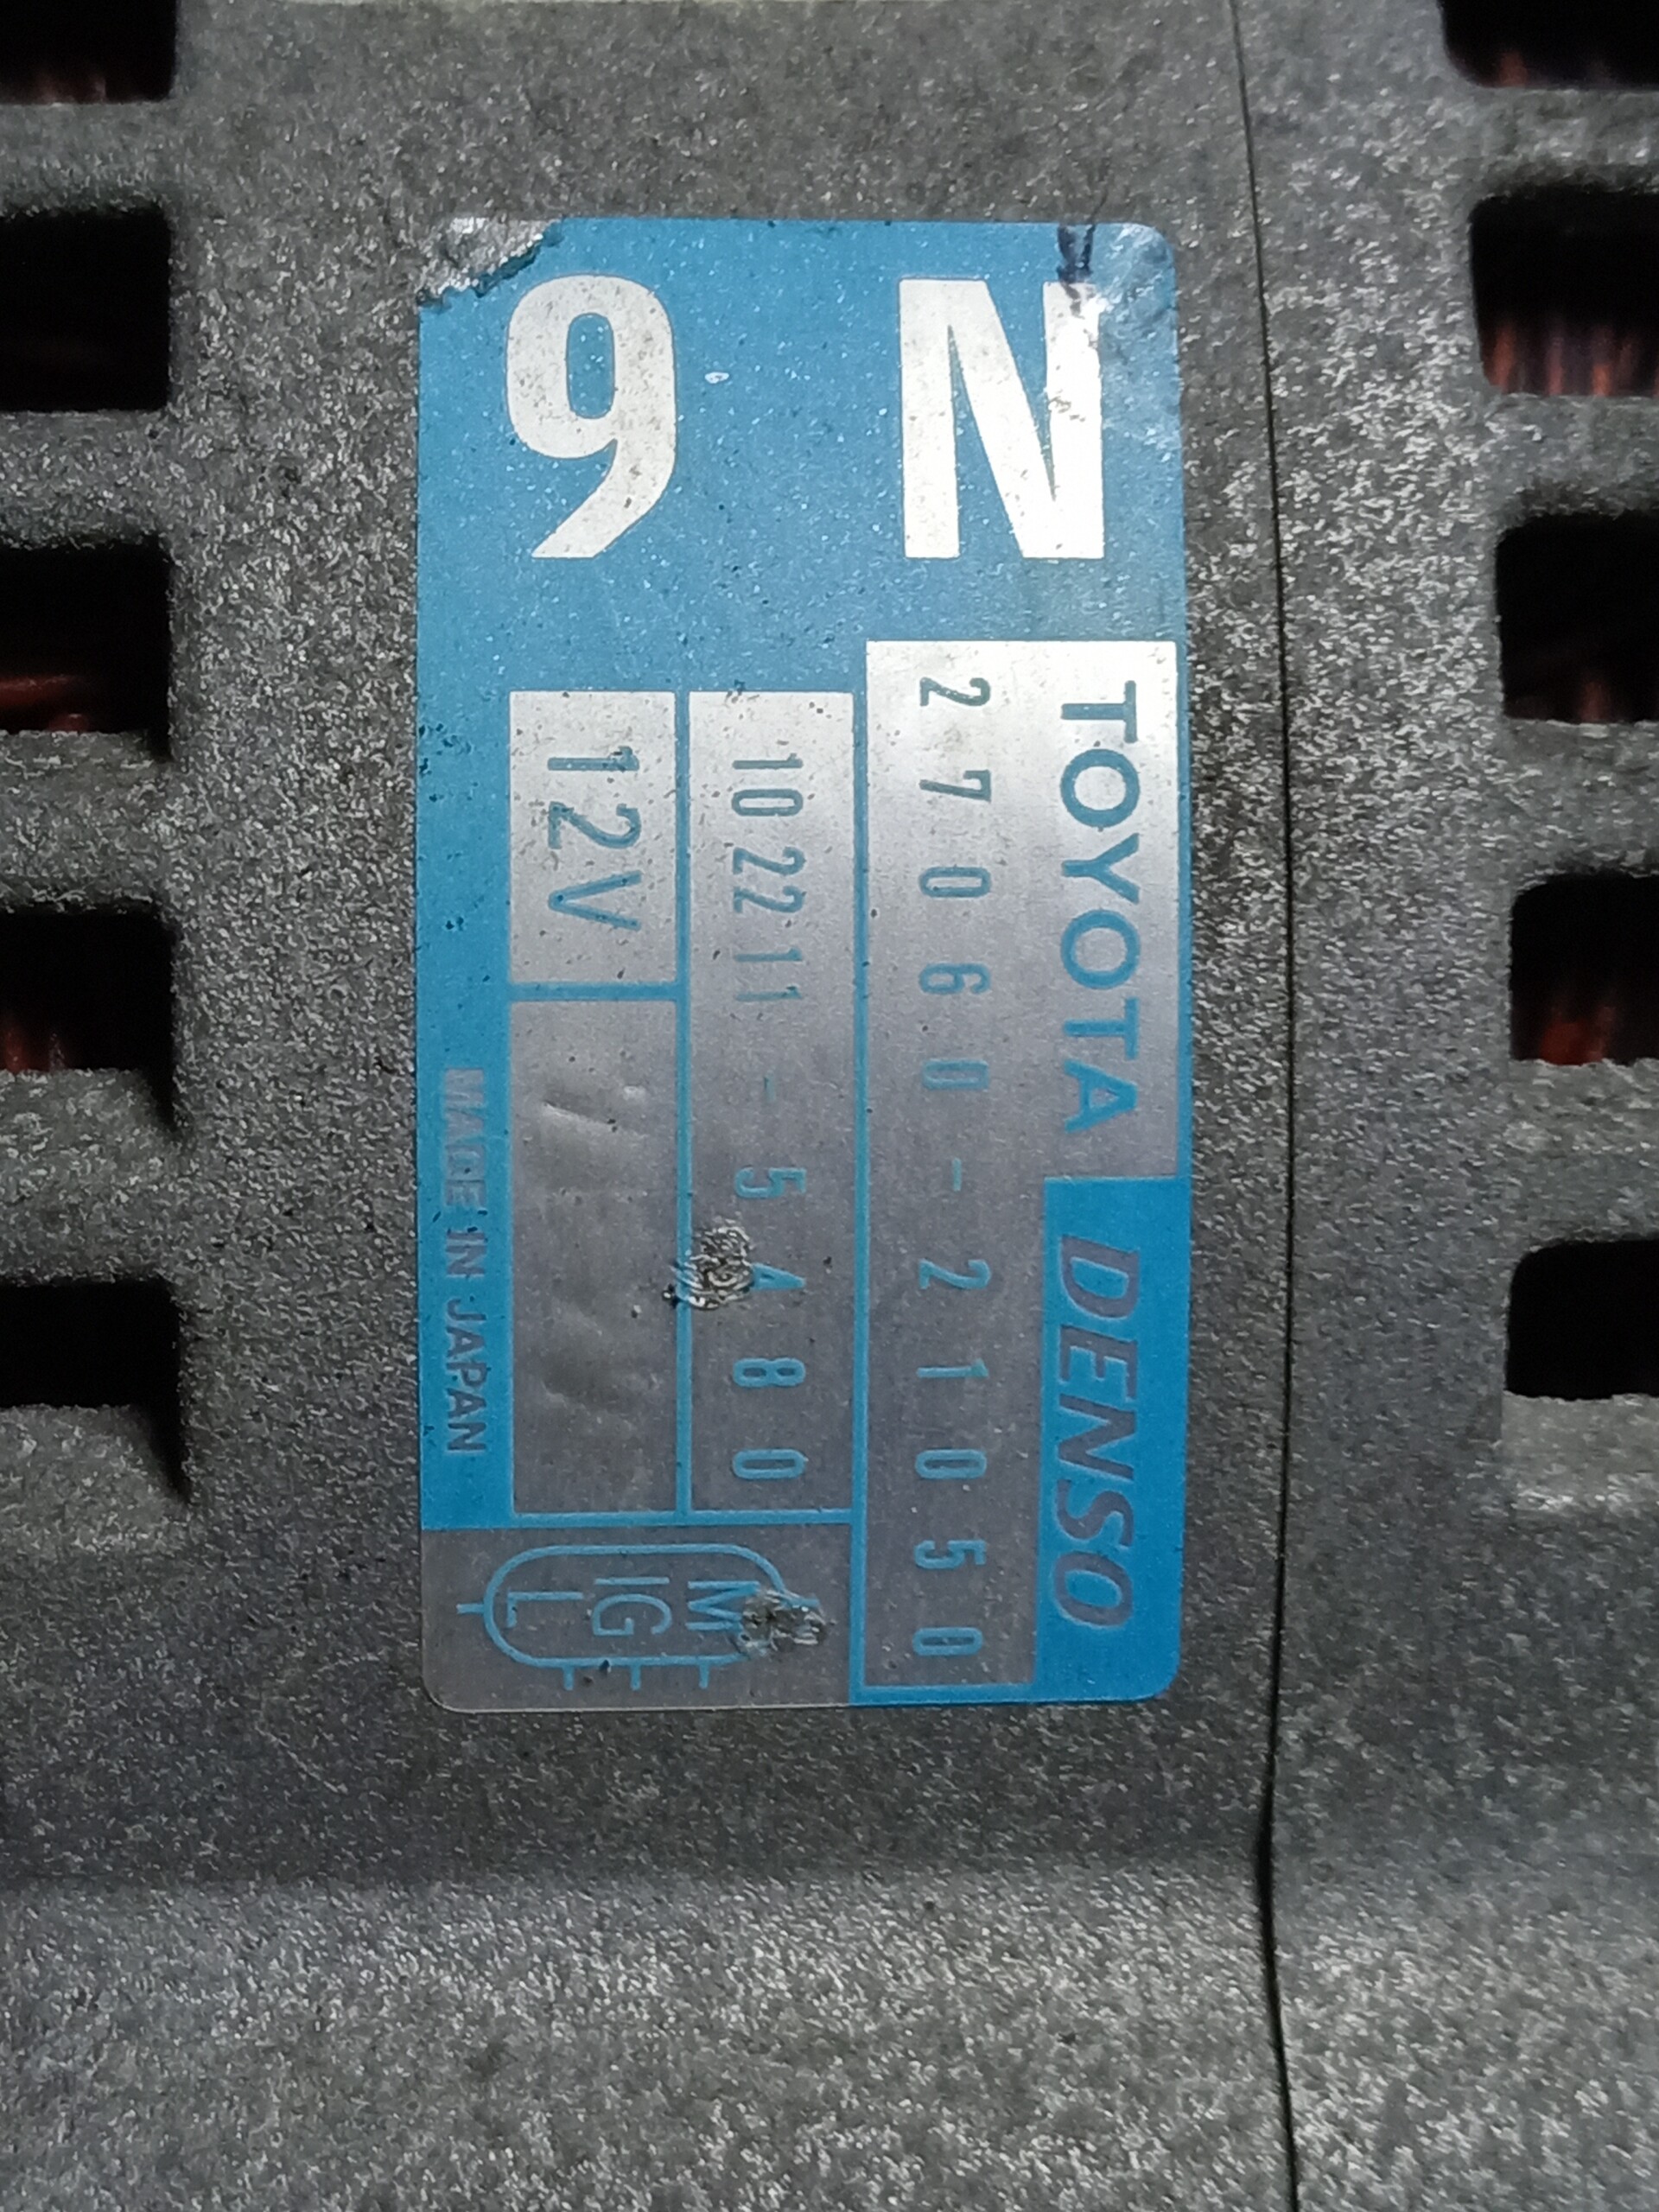 9 N
TOYOTA DENSO
27060-21050
102211-5480
12V
MADE IN JAPAN
M
IG
L